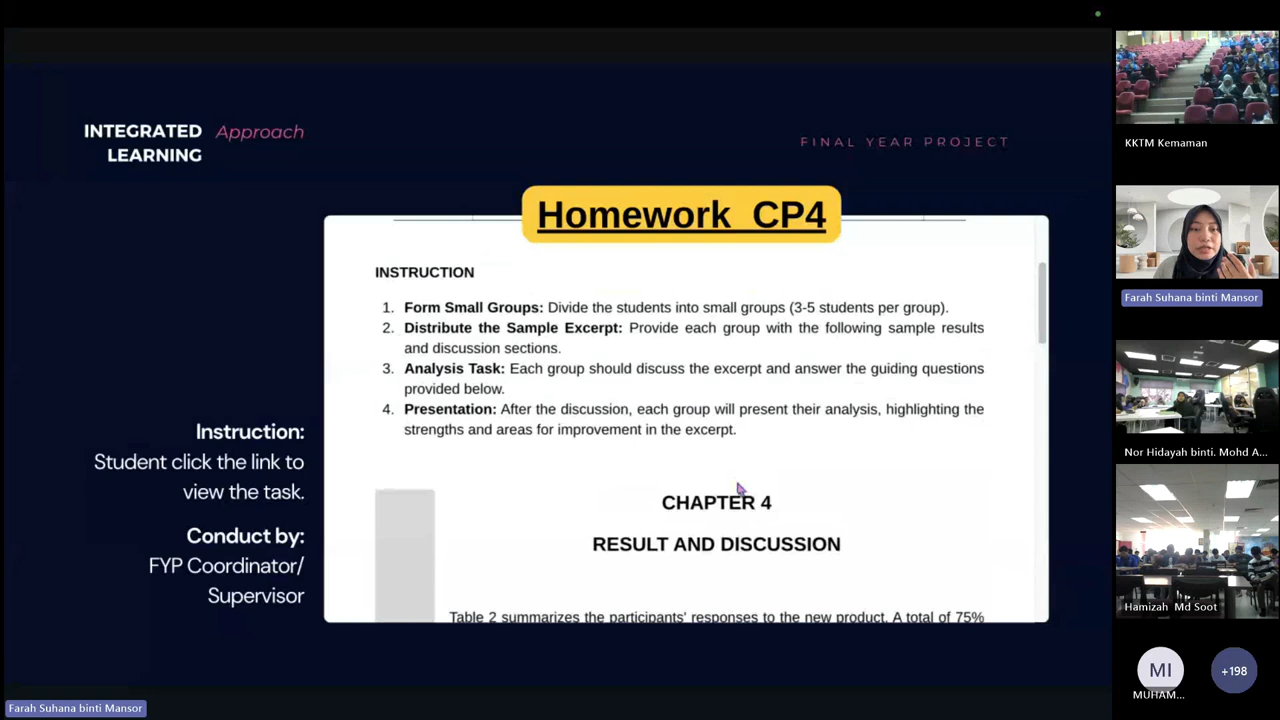 INTEGRATED Approach
LEARNING
FINAL YEAR PROJECT
Homework CP4
INSTRUCTION
1. Form Small Groups: Divide the students into small groups (3-5 students per group).
2. Distribute the Sample Excerpt: Provide each group with the following sample results
and discussion sections.
3. Analysis Task: Each group should discuss the excerpt and answer the guiding questions
provided below.
4. Presentation: After the discussion, each group will present their analysis, highlighting the
strengths and areas for improvement in the excerpt.
CHAPTER 4
RESULT AND DISCUSSION
Table 2 summarizes the participants' responses to the new product. A total of 75%
Instruction:
Student click the link to
view the task.
Conduct by:
FYP Coordinator/
Supervisor
Farah Suhana binti Mansor
KKTM Kemaman
Farah Suhana binti Mansor
Nor Hidayah binti. Mohd A...
Hamizah Md Soot
MI
MUHAM...
+198